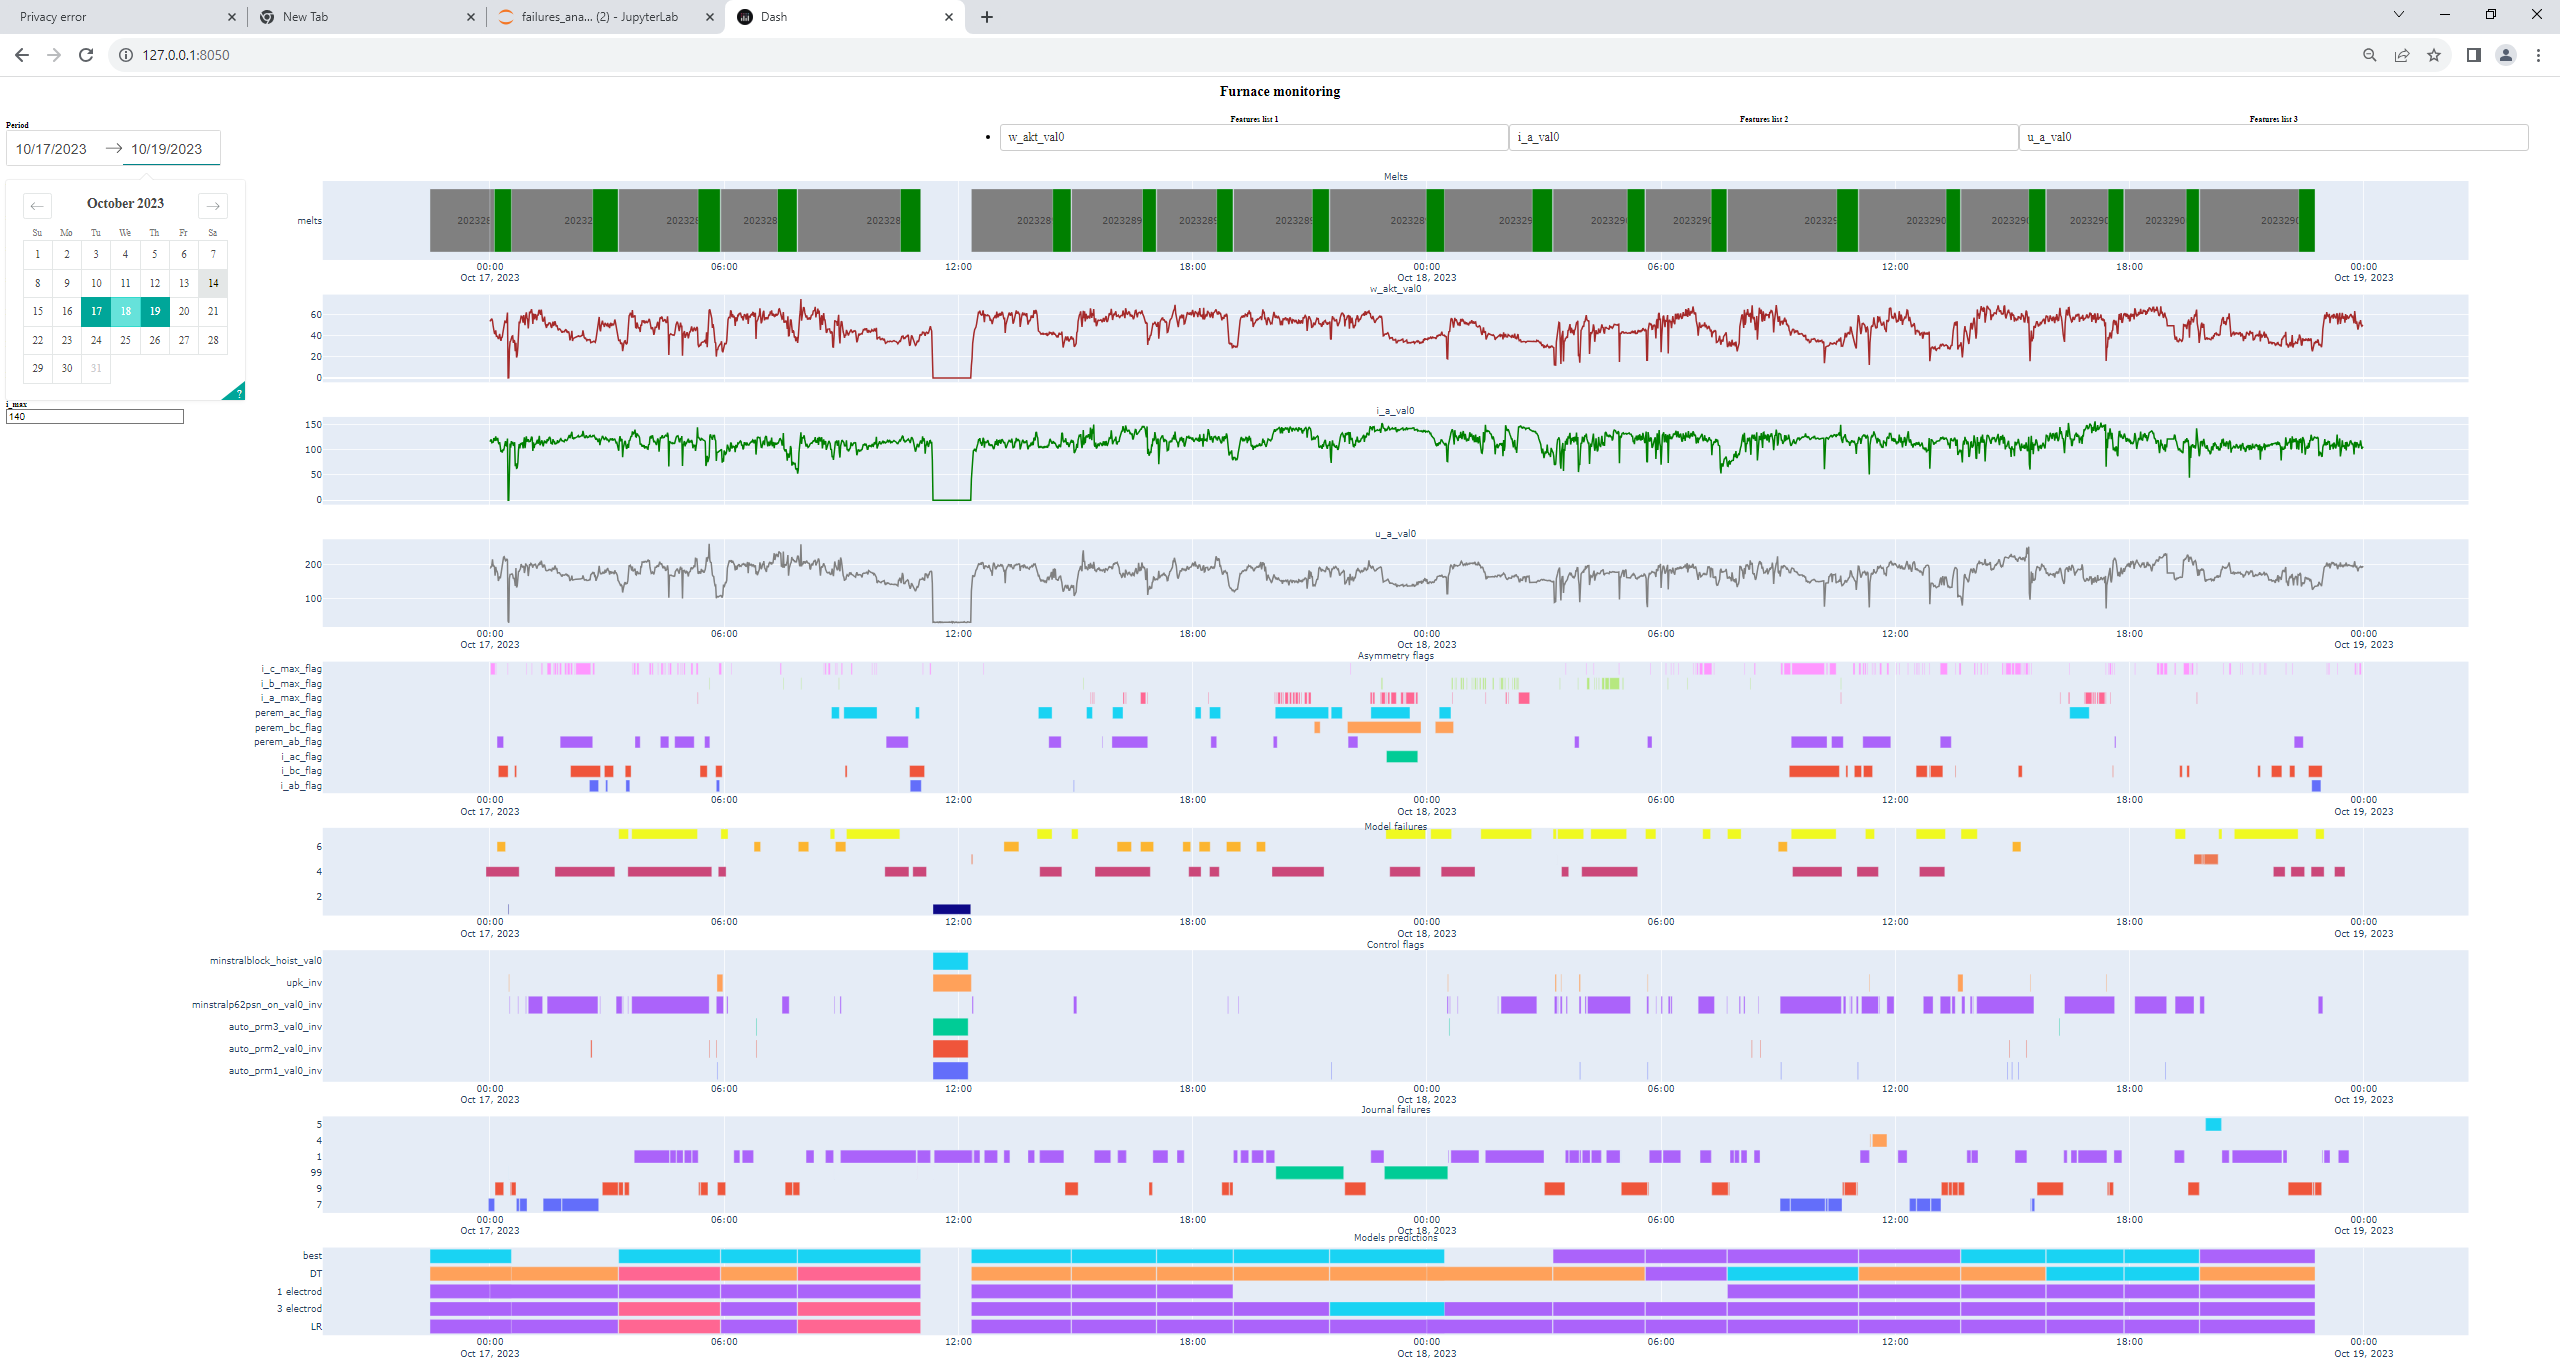 Privacy error
New Tab
failures_ana... (2) - JupyterLab
Dash
127.0.0.1:8050
Furnace monitoring
Period
10/17/2023 → 10/19/2023
Features list 1
Features list 2
Features list 3
w_akt_val0
i_a_val0
u_a_val0
October 2023
Su Mo Tu We Th Fr Sa
1 2 3 4 5 6 7
8 9 10 11 12 13 14
15 16 17 18 19 20 21
22 23 24 25 26 27 28
29 30 31
?
i_max
140
Melts
melts
202328 202328 202328 202328 202328 202328 202328 202328 202328 202328 202329 202329 202329 202329 202329 202329 202329 202329 202329
00:00 06:00 12:00 18:00 00:00 06:00 12:00 18:00 00:00
Oct 17, 2023 Oct 18, 2023 Oct 19, 2023
w_akt_val0
60
40
20
0
i_a_val0
150
100
50
0
u_a_val0
200
100
00:00 06:00 12:00 18:00 00:00 06:00 12:00 18:00 00:00
Oct 17, 2023 Oct 18, 2023 Oct 19, 2023
Asymmetry flags
i_c_max_flag
i_b_max_flag
i_a_max_flag
perem_ac_flag
perem_bc_flag
perem_ab_flag
i_ac_flag
i_bc_flag
i_ab_flag
00:00 06:00 12:00 18:00 00:00 06:00 12:00 18:00 00:00
Oct 17, 2023 Oct 18, 2023 Oct 19, 2023
Model failures
6
4
2
00:00 06:00 12:00 18:00 00:00 06:00 12:00 18:00 00:00
Oct 17, 2023 Oct 18, 2023 Oct 19, 2023
Control flags
minstralblock_hoist_val0
upk_inv
minstralp62psn_on_val0_inv
auto_prm3_val0_inv
auto_prm2_val0_inv
auto_prm1_val0_inv
00:00 06:00 12:00 18:00 00:00 06:00 12:00 18:00 00:00
Oct 17, 2023 Oct 18, 2023 Oct 19, 2023
Journal failures
5
4
1
99
9
7
00:00 06:00 12:00 18:00 00:00 06:00 12:00 18:00 00:00
Oct 17, 2023 Oct 18, 2023 Oct 19, 2023
Models predictions
best
DT
1 electrod
3 electrod
LR
00:00 06:00 12:00 18:00 00:00 06:00 12:00 18:00 00:00
Oct 17, 2023 Oct 18, 2023 Oct 19, 2023